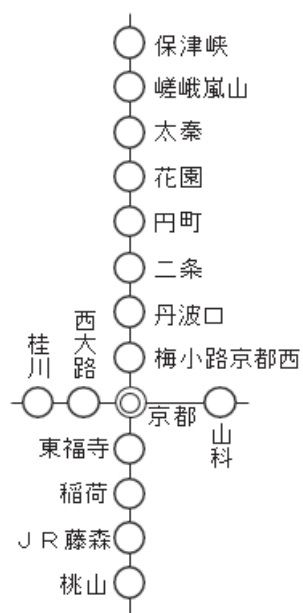 保津峡
嵯峨嵐山
太秦
花園
円町
二条
丹波口
梅小路京都西
桂川
西大路
京都
山科
東福寺
稲荷
ＪＲ藤森
桃山